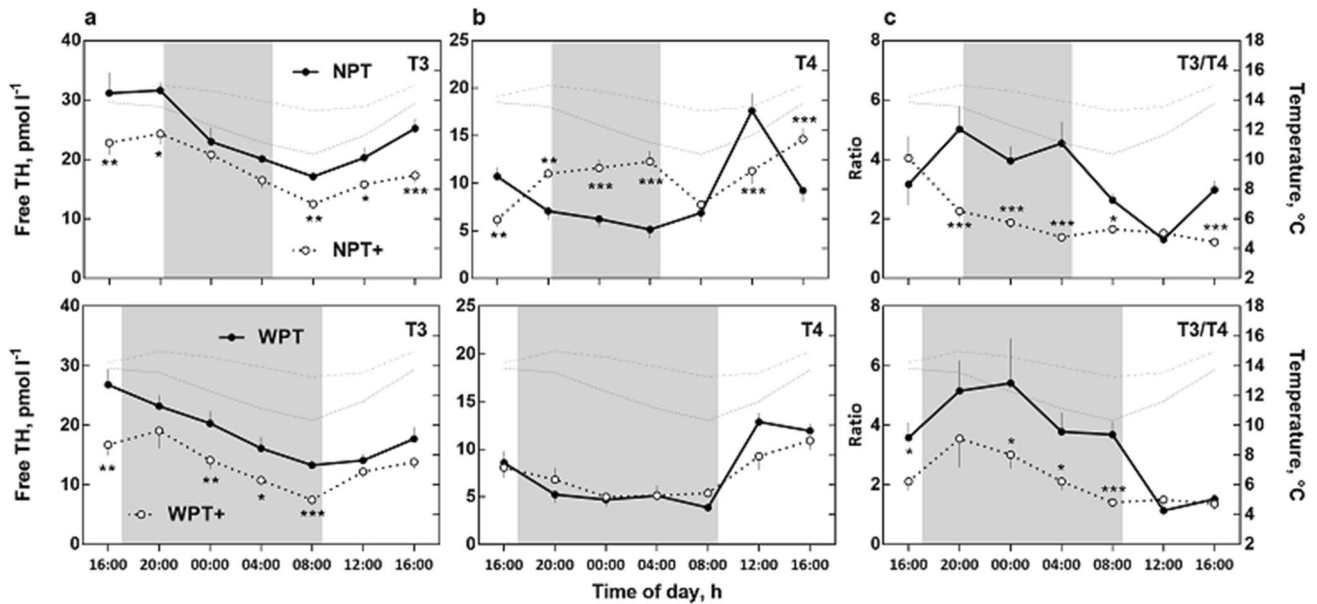 a b c
40 25 8 18
T3 T4 T3/T4
NPT
16
30 20 6 14
12
15
20 4 10
** * ** *** *** *** *** *** *** *** * ***
10 8
** * *** **
10 2 6
NPT+ 5 4
0 0 0 2
Free TH, pmol l-1
Ratio
Temperature, °C
40 25 8 18
WPT T3 T4 T3/T4
16
30 20 6 14
12
15
20 4 10
** ** * *** * * * ***
10 8
10 2 6
WPT+ 5 4
0 0 0 2
Free TH, pmol l-1
Ratio
Temperature, °C
16:00 20:00 00:00 04:00 08:00 12:00 16:00 16:00 20:00 00:00 04:00 08:00 12:00 16:00 16:00 20:00 00:00 04:00 08:00 12:00 16:00
Time of day, h